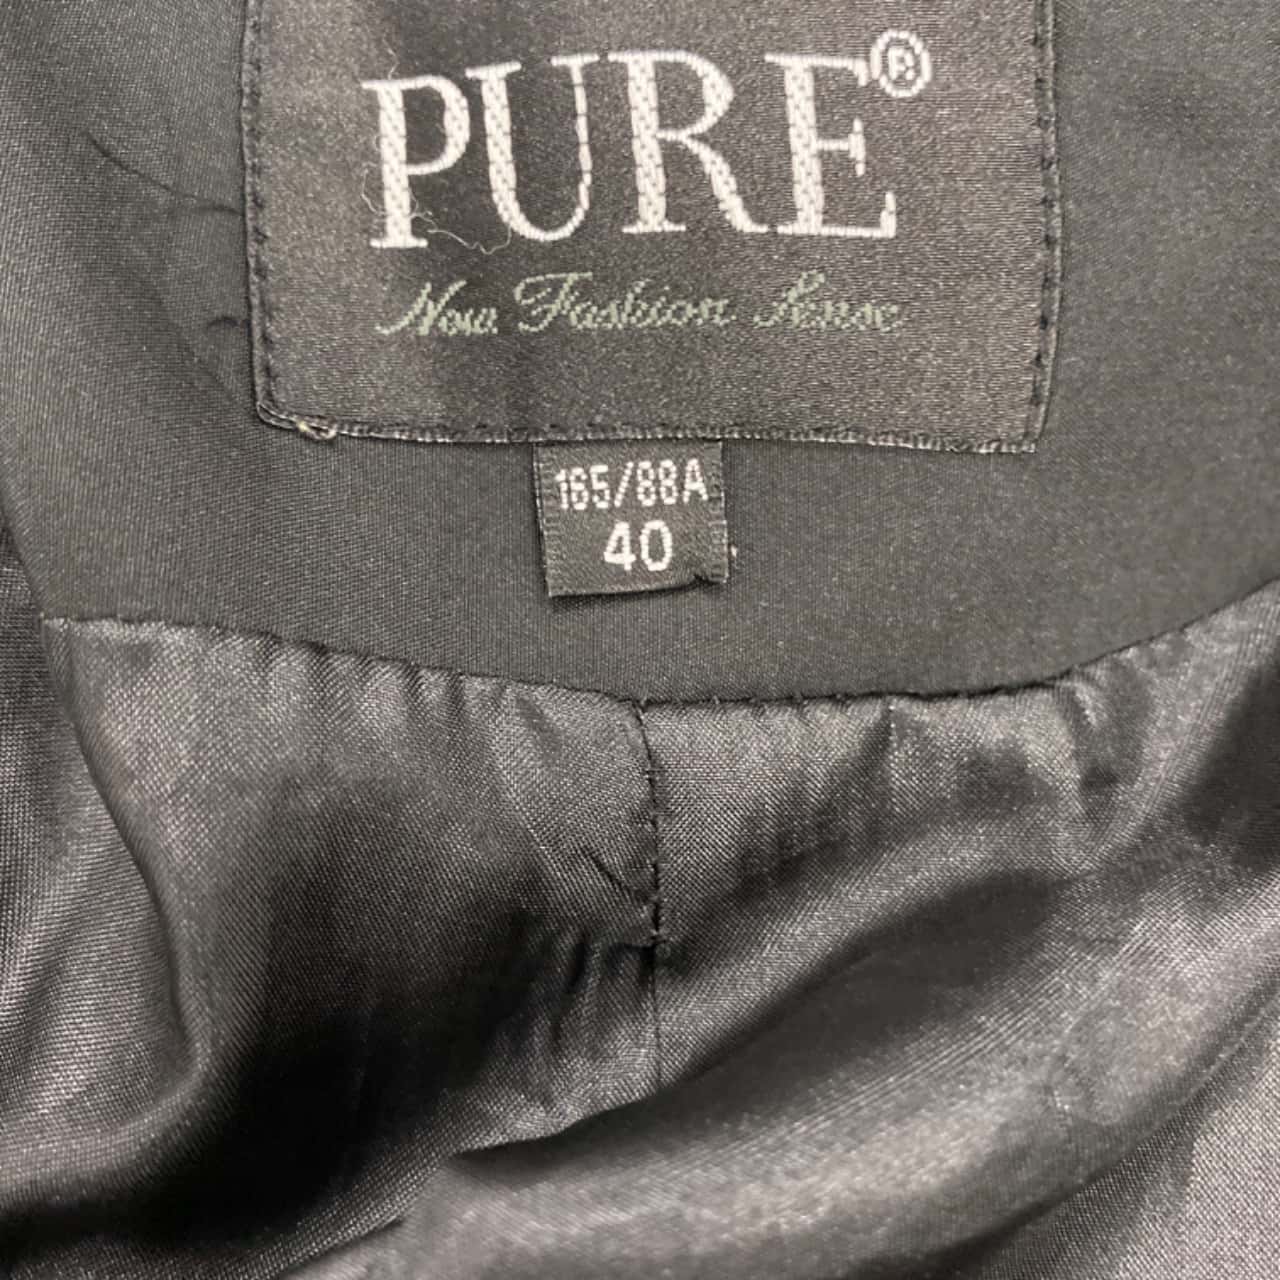 PURE®
New Fashion Sense
165/88A
40